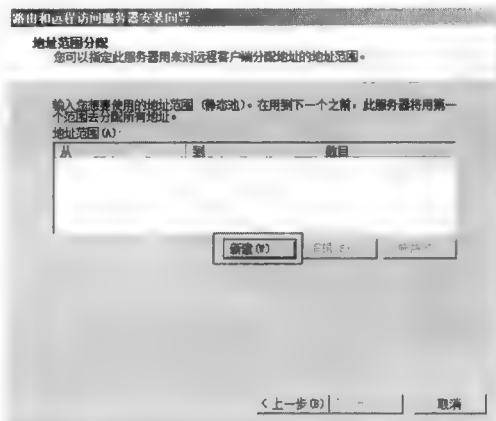 路由和远程访问服务器安装向导
地址范围分配
您可以指定此服务器用来对远程客户端分配地址的地址范围。
输入您想要使用的地址范围(静态池)。在用到下一个之前，此服务器将用第一
个范围去分配所有地址。
地址范围(A):
从 到 数目
新建(W)
<上一步(B) 取消